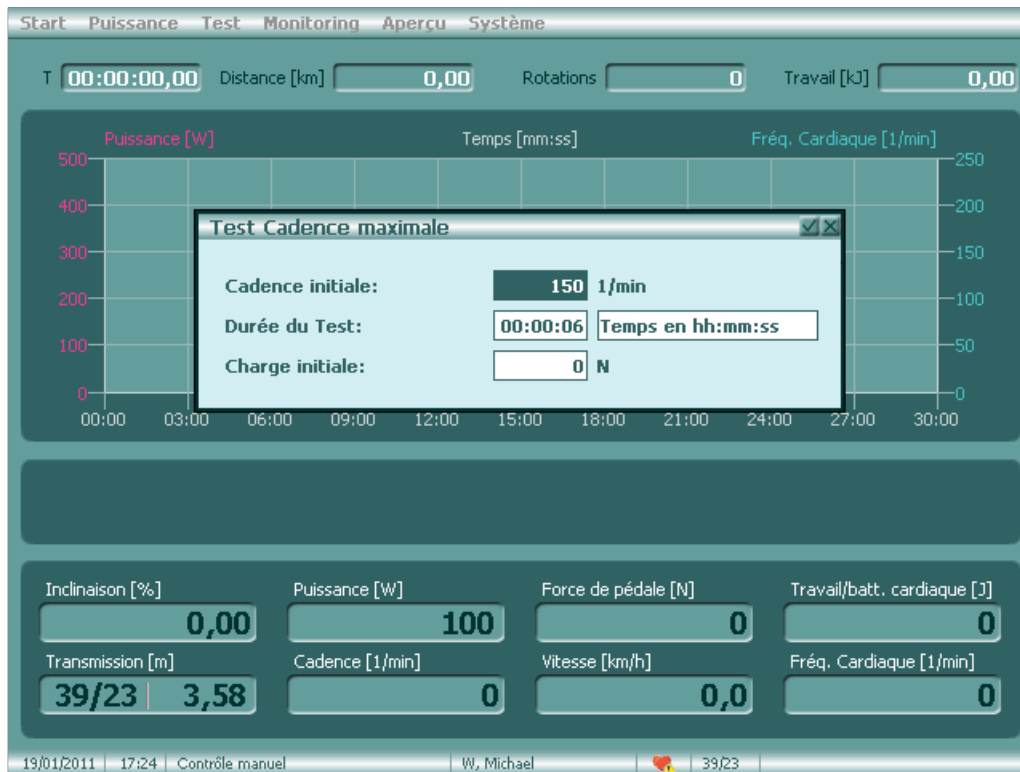 Start Puissance Test Monitoring Aperçu Système
T 00:00:00,00 Distance [km] 0,00 Rotations 0 Travail [kJ] 0,00
Puissance [W] Temps [mm:ss] Fréq. Cardiaque [1/min]
500 250
400 200
Test Cadence maximale
300 150
Cadence initiale: 150 1/min
200 100
Durée du Test: 00:00:06 Temps en hh:mm:ss
100 50
Charge initiale: 0 N
0 0
00:00 03:00 06:00 09:00 12:00 15:00 18:00 21:00 24:00 27:00 30:00
Inclinaison [%] Puissance [W] Force de pédale [N] Travail/batt. cardiaque [J]
0,00 100 0 0
Transmission [m] Cadence [1/min] Vitesse [km/h] Fréq. Cardiaque [1/min]
39/23 3,58 0 0,0 0
19/01/2011 17:24 Contrôle manuel W, Michael 39/23